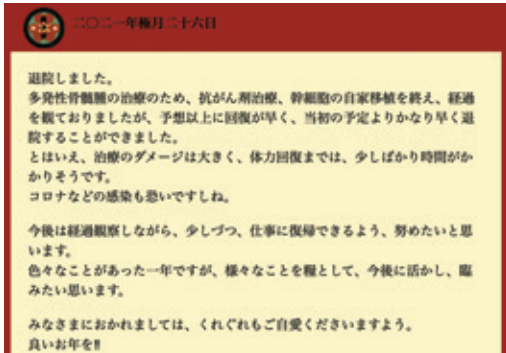 二〇二一年極月二十六日
退院しました。
多発性骨髄腫の治療のため、抗がん剤治療、幹細胞の自家移植を終え、経過
を観ておりましたが、予想以上に回復が早く、当初の予定よりかなり早く退
院することができました。
とはいえ、治療のダメージは大きく、体力回復までは、少しばかり時間がか
かりそうです。
コロナなどの感染も恐いですしね。
今後は経過観察しながら、少しづつ、仕事に復帰できるよう、努めたいと思
います。
色々なことがあった一年ですが、様々なことを糧として、今後に活かし、臨
みたい思います。
みなさまにおかれましては、くれぐれもご自愛くださいますよう。
良いお年を‼